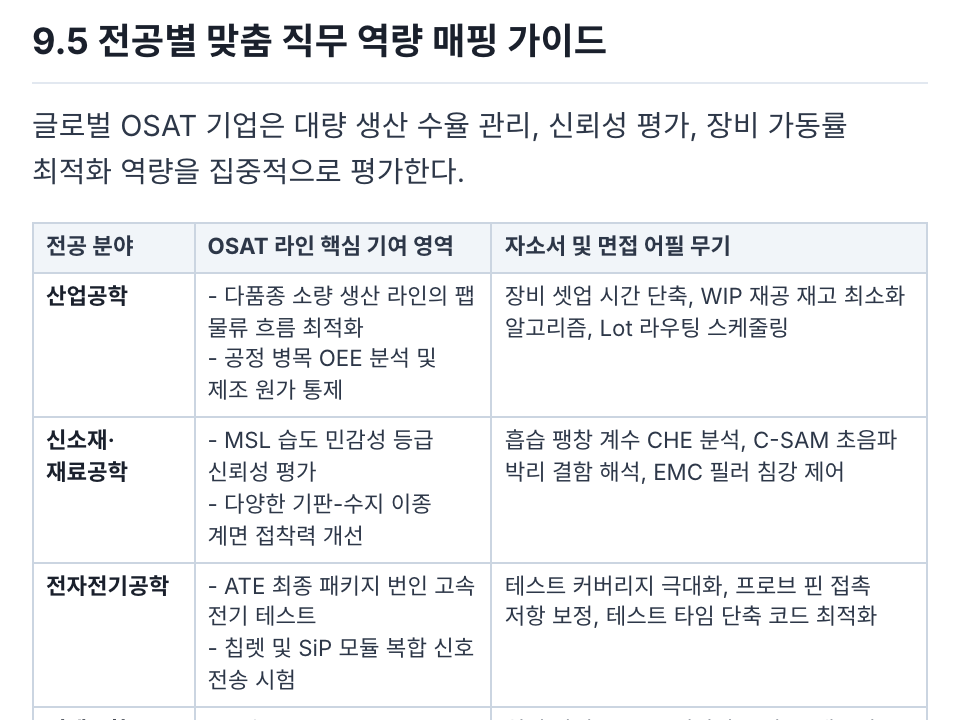 9.5 전공별 맞춤 직무 역량 매핑 가이드
글로벌 OSAT 기업은 대량 생산 수율 관리, 신뢰성 평가, 장비 가동률
최적화 역량을 집중적으로 평가한다.
전공 분야
OSAT 라인 핵심 기여 영역
자소서 및 면접 어필 무기
산업공학
- 다품종 소량 생산 라인의 팹
물류 흐름 최적화
- 공정 병목 OEE 분석 및
제조 원가 통제
장비 셋업 시간 단축, WIP 재공 재고 최소화
알고리즘, Lot 라우팅 스케줄링
신소재·
재료공학
- MSL 습도 민감성 등급
신뢰성 평가
- 다양한 기판-수지 이종
계면 접착력 개선
흡습 팽창 계수 CHE 분석, C-SAM 초음파
박리 결함 해석, EMC 필러 침강 제어
전자전기공학
- ATE 최종 패키지 번인 고속
전기 테스트
- 칩렛 및 SiP 모듈 복합 신호
전송 시험
테스트 커버리지 극대화, 프로브 핀 접촉
저항 보정, 테스트 타임 단축 코드 최적화